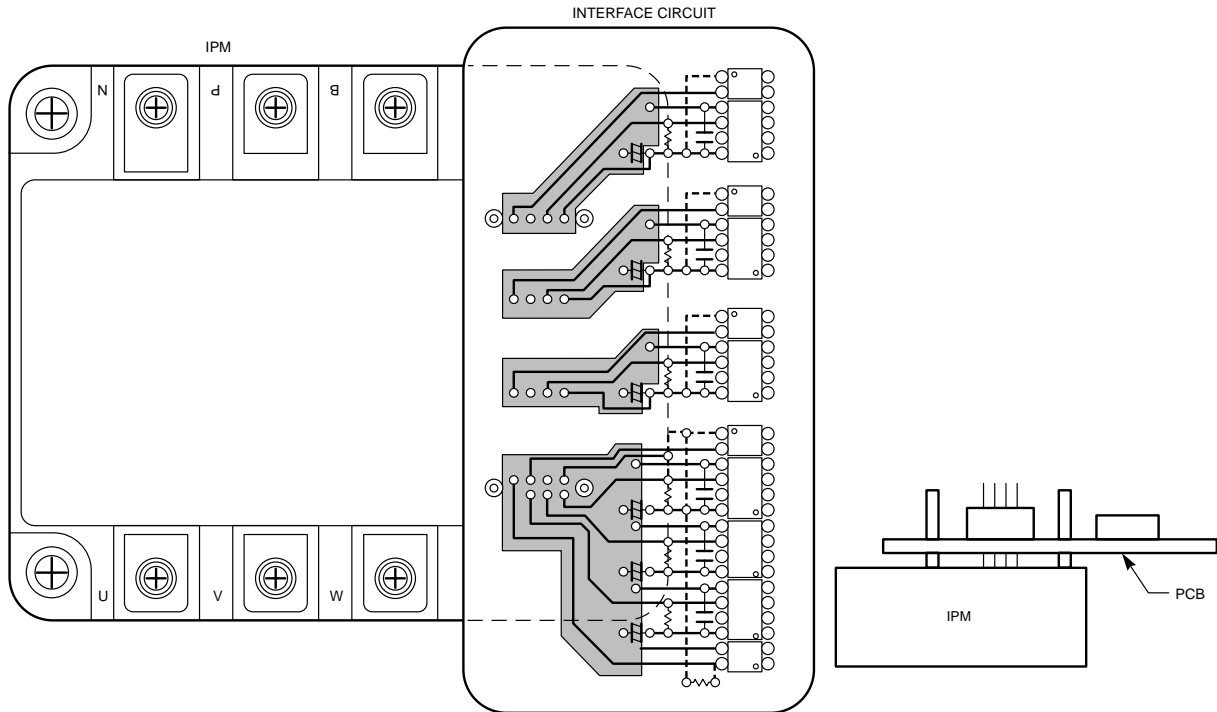 INTERFACE CIRCUIT
IPM
N P B
U V W
PCB
IPM